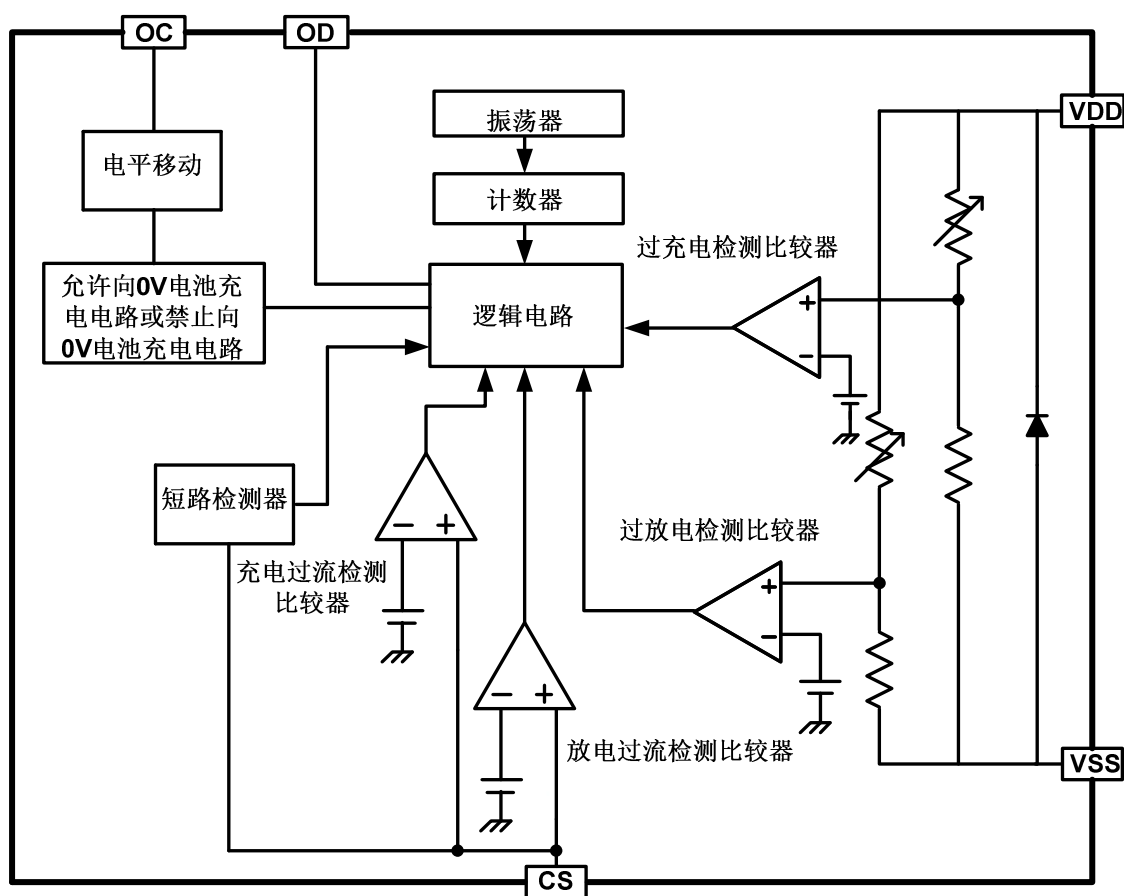 OC
OD
振荡器
VDD
电平移动
计数器
过充电检测比较器
允许向0V电池充
电电路或禁止向
0V电池充电电路
逻辑电路
+
−
短路检测器
− +
过放电检测比较器
充电过流检测
比较器
+
−
− +
放电过流检测比较器
VSS
CS